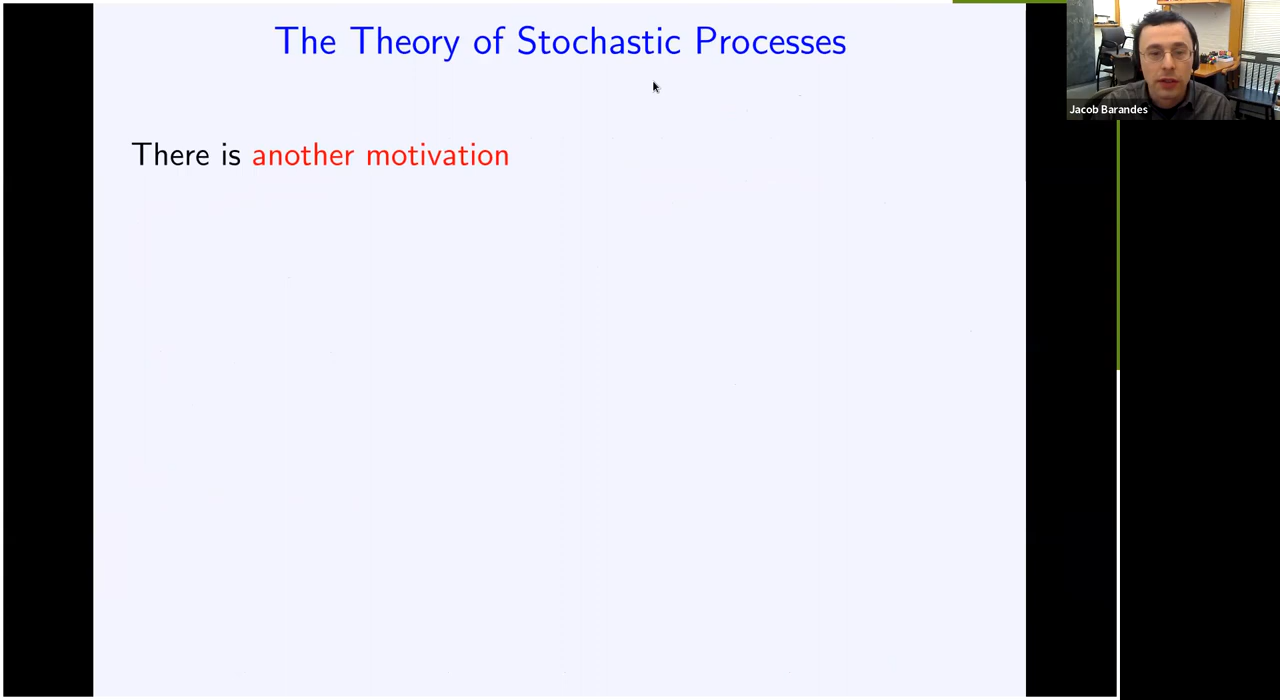 The Theory of Stochastic Processes
Jacob Barandes
There is another motivation